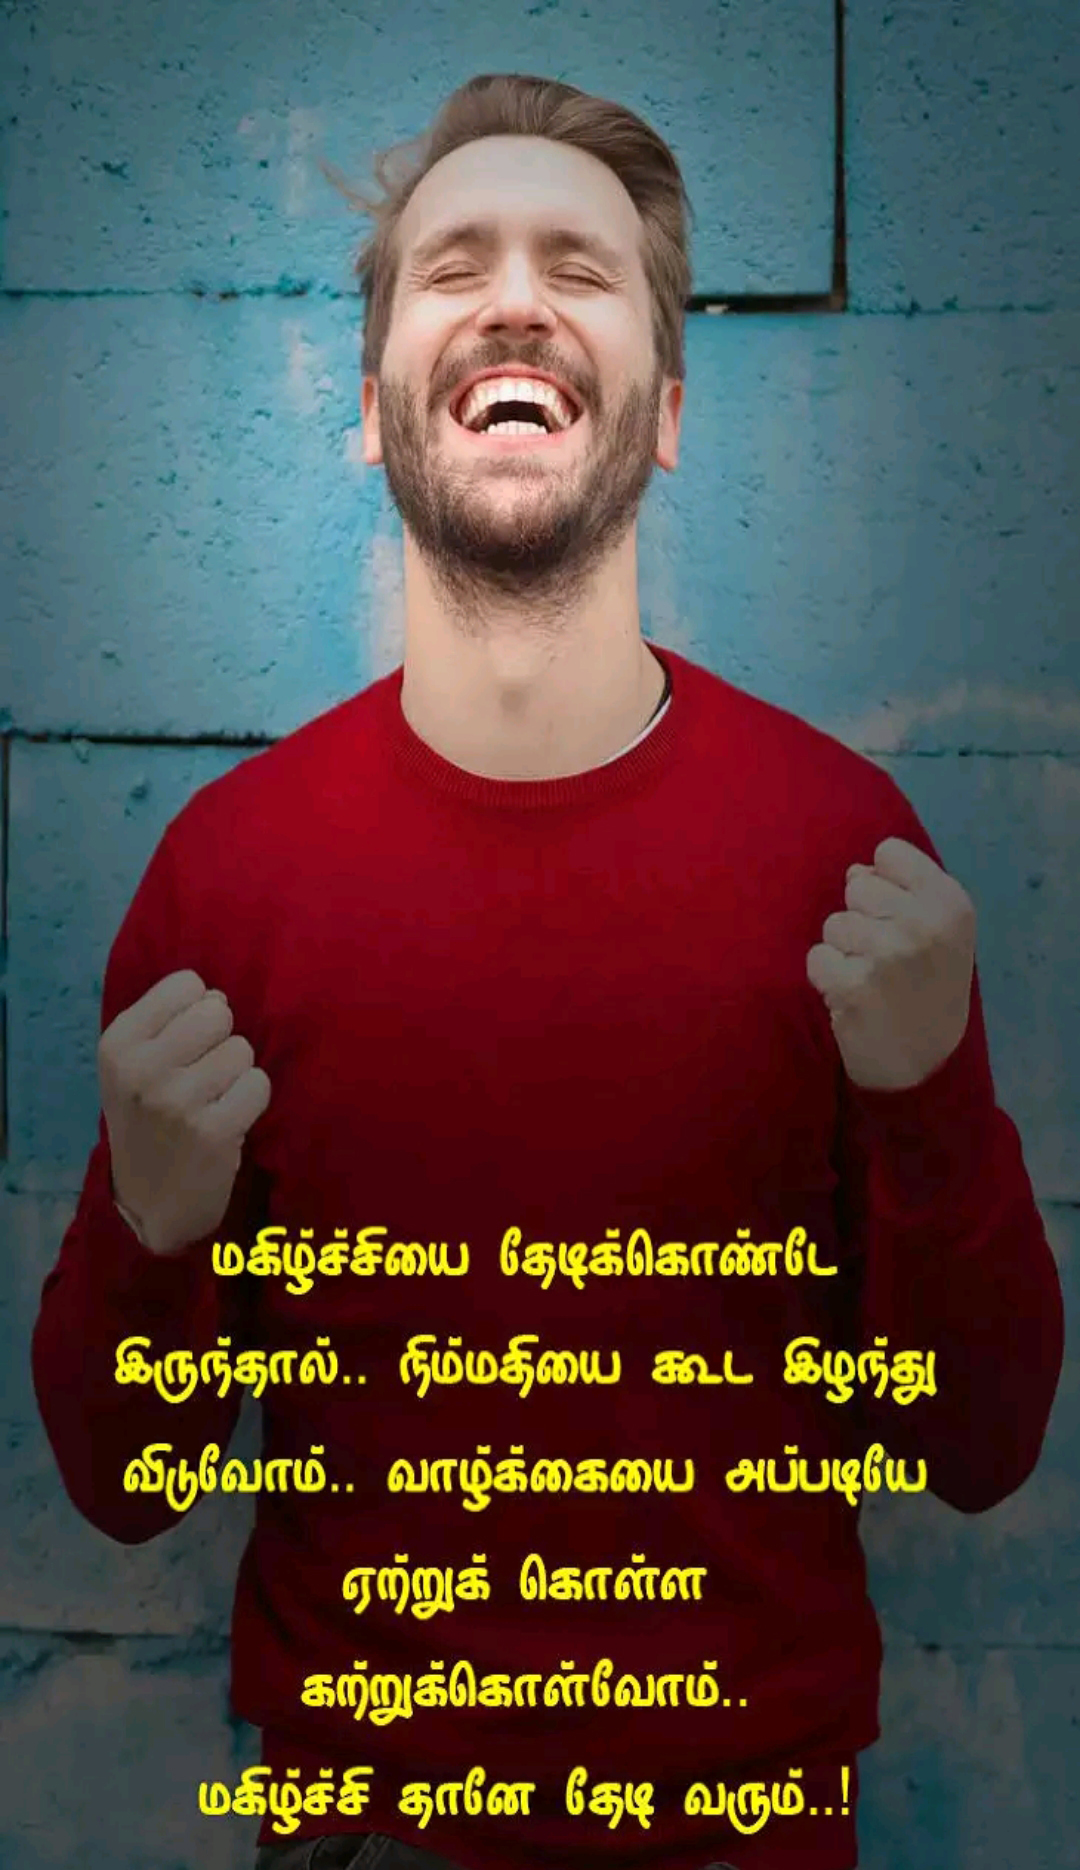 மகிழ்ச்சியை தேடிக்கொண்டே
இருந்தால்.. நிம்மதியை கூட இழந்து
விடுவோம்.. வாழ்க்கையை அப்படியே
ஏற்றுக் கொள்ள
கற்றுக்கொள்வோம்..
மகிழ்ச்சி தானே தேடி வரும்..!